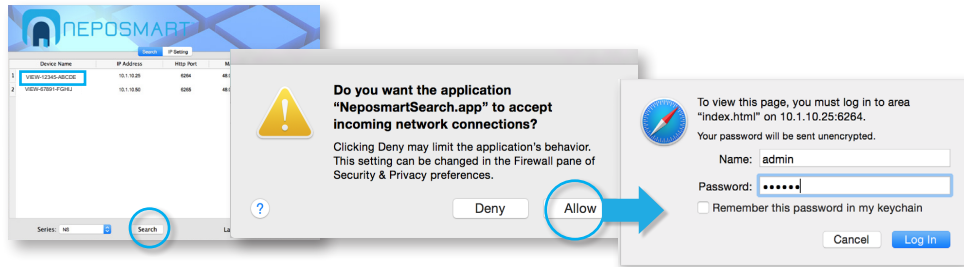 NEPOSMART
Search IP Setting
Device Name IP Address Http Port
1 VIEW-12345-ABCDE 10.1.10.25 6264
2 VIEW-67891-FGHIJ 10.1.10.50 6265
Series: Search
Do you want the application
“NeposmartSearch.app” to accept
incoming network connections?
Clicking Deny may limit the application's behavior.
This setting can be changed in the Firewall pane of
Security & Privacy preferences.
? Deny Allow
To view this page, you must log in to area
“index.html” on 10.1.10.25:6264.
Your password will be sent unencrypted.
Name: admin
Password: ••••••
Remember this password in my keychain
Cancel Log In